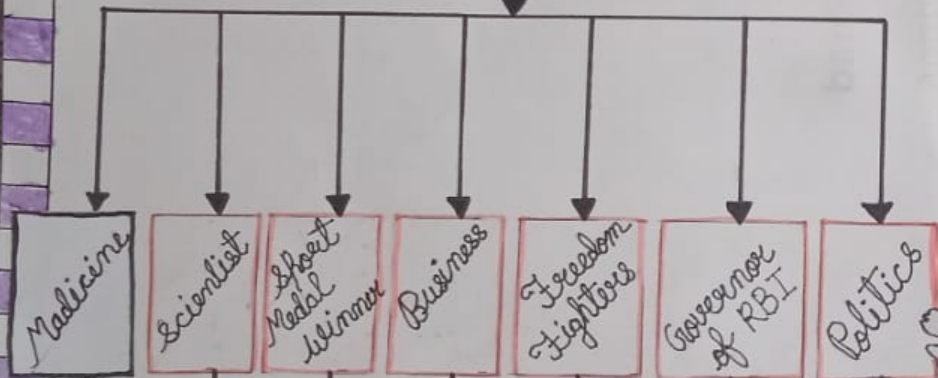 Madicine
Scientist
Sport
Medal
Winner
Business
Freedom
Fighters
Governor
of RBI
Politics